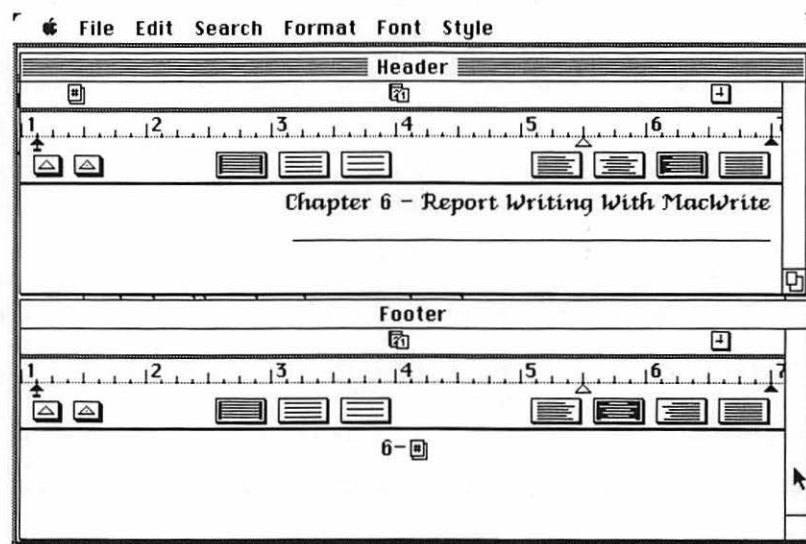 File Edit Search Format Font Style
Header
1 2 3 4 5 6 7
Chapter 6 - Report Writing With MacWrite
Footer
1 2 3 4 5 6 7
6-#